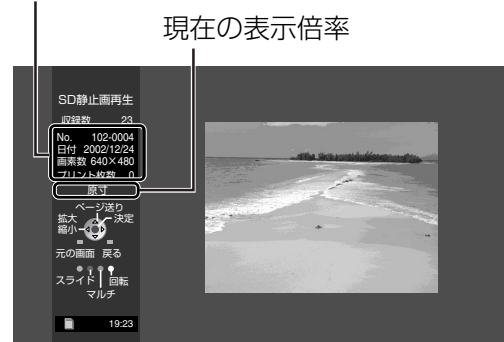 現在の表示倍率
SD静止画再生
収録数 23
No. 102-0004
日付 2002/12/24
画素数 640×480
プリント枚数 0
原寸
ページ送り
拡大 決定
縮小
元の画面 戻る
スライド 回転
マルチ
19:23